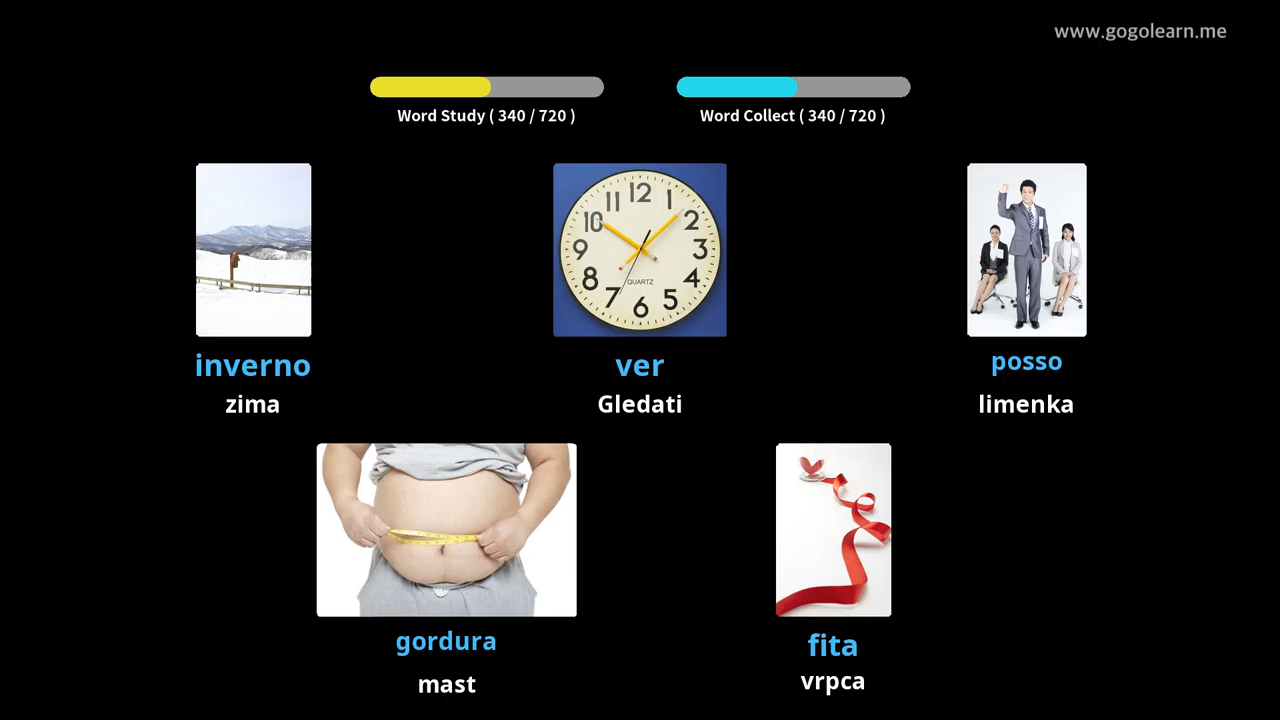 www.gogolearn.me
Word Study ( 340 / 720 )
Word Collect ( 340 / 720 )
12
11
1
10
2
9
3
8
4
QUARTZ
7
5
6
inverno
zima
ver
Gledati
posso
limenka
gordura
mast
fita
vrpca